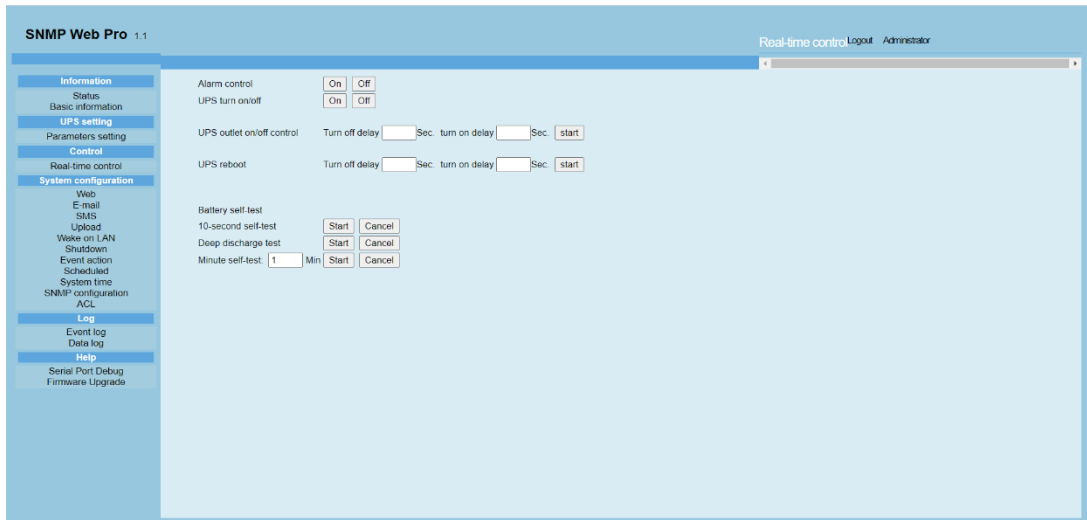 SNMP Web Pro 1.1
Real-time control Logout Administrator
Information
Status
Basic information
UPS setting
Parameters setting
Control
Real-time control
System configuration
Web
E-mail
SMS
Upload
Wake on LAN
Shutdown
Event action
Scheduled
System time
SNMP configuration
ACL
Log
Event log
Data log
Help
Serial Port Debug
Firmware Upgrade
Alarm control On Off
UPS turn on/off On Off
UPS outlet on/off control Turn off delay Sec. turn on delay Sec. start
UPS reboot Turn off delay Sec. turn on delay Sec. start
Battery self-test
10-second self-test Start Cancel
Deep discharge test Start Cancel
Minute self-test: 1 Min Start Cancel